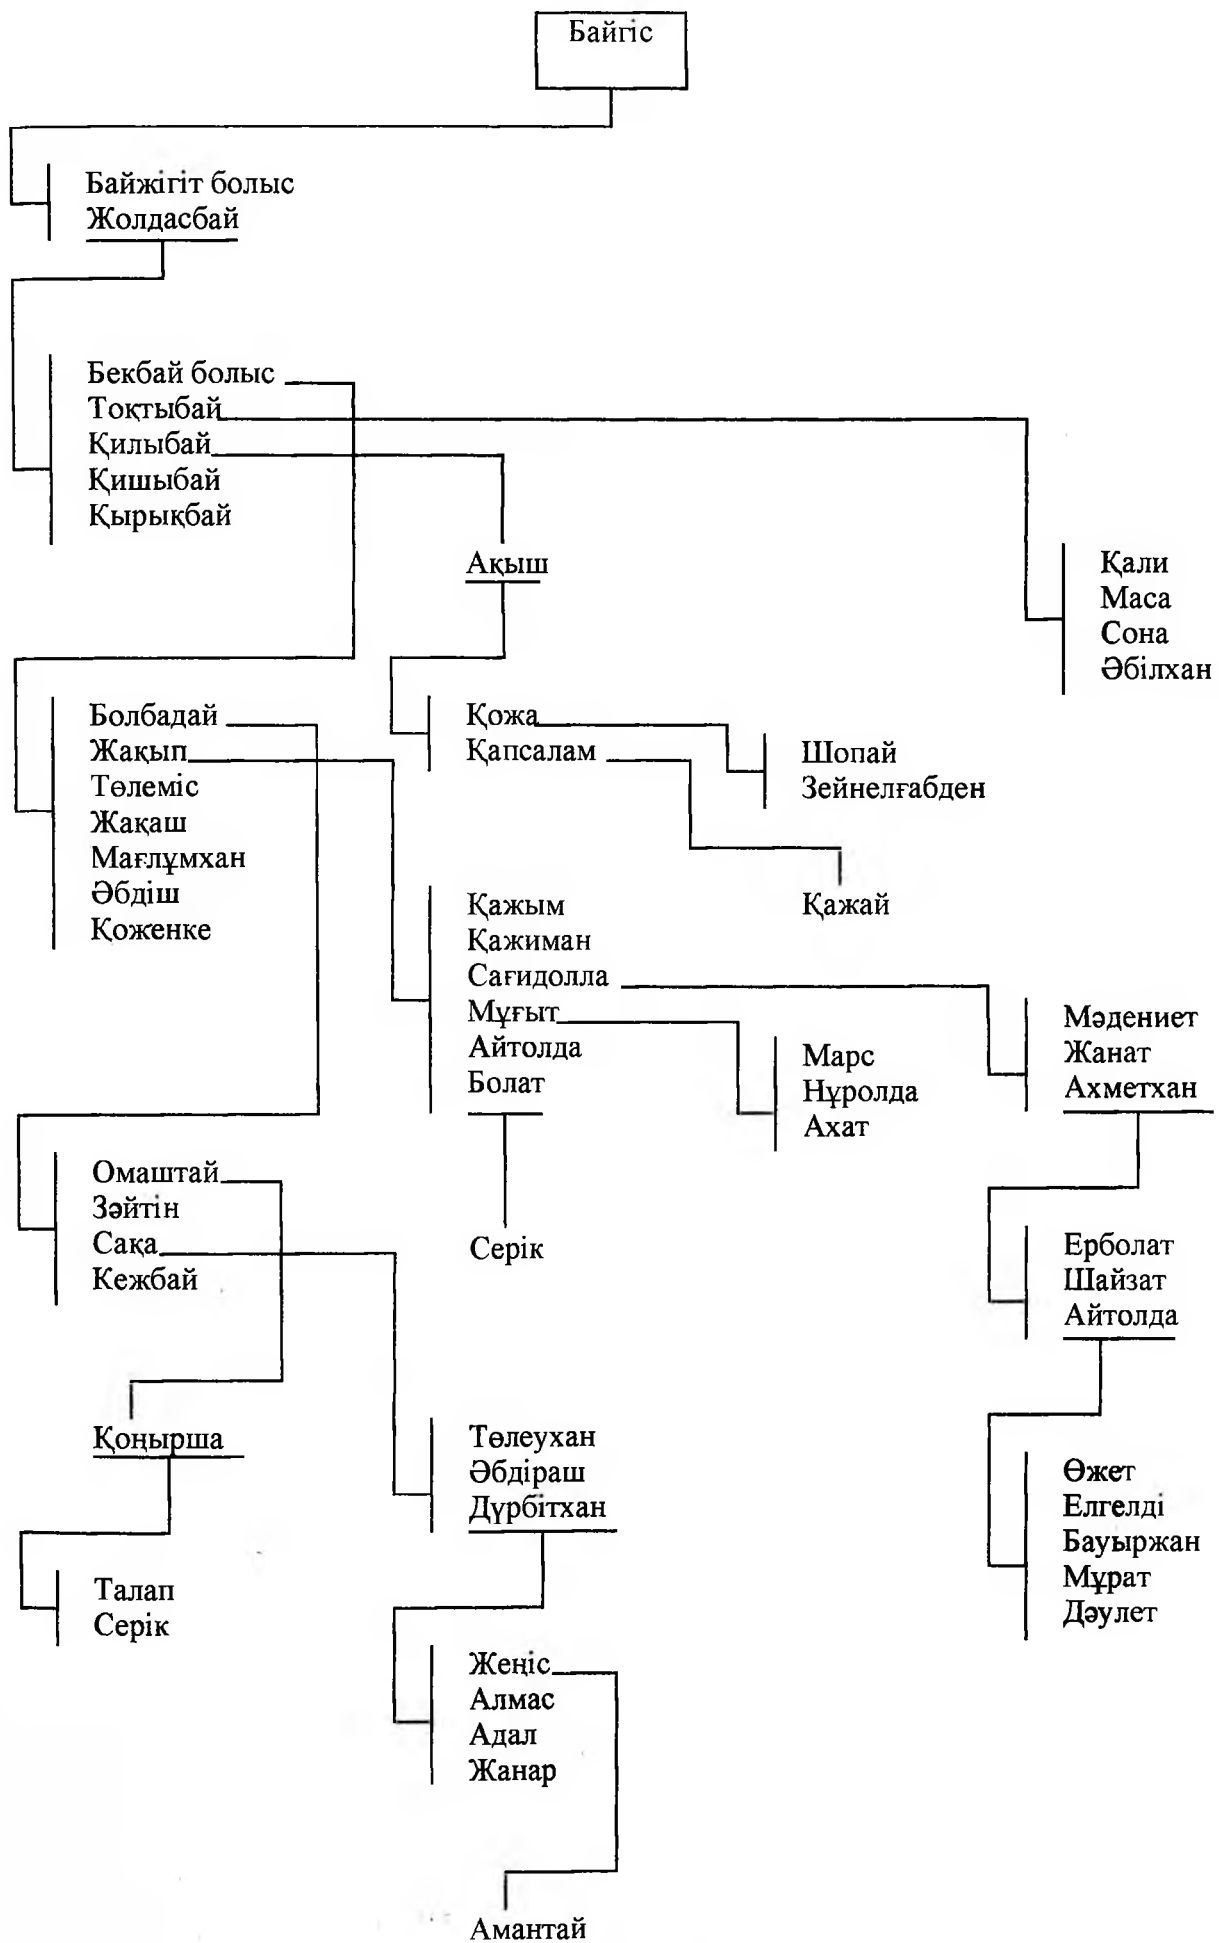 Байгіс
Байжігіт болыс
Жолдасбай
Бекбай болыс
Тоқтыбай
Қилыбай
Қишыбай
Қырықбай
Ақыш
Қали
Маса
Сона
Әбілхан
Болбадай
Жақып
Төлеміс
Жақаш
Мағлұмхан
Әбдіш
Қоженке
Қожа
Қапсалам
Шопай
Зейнелғабден
Қажай
Қажым
Қажиман
Сағидолла
Мұғыт
Айтолда
Болат
Марс
Нұролда
Ахат
Мәдениет
Жанат
Ахметхан
Омаштай
Зәйтін
Сақа
Кежбай
Серік
Ерболат
Шайзат
Айтолда
Қоңырша
Төлеухан
Әбдіраш
Дүрбітхан
Өжет
Елгелді
Бауыржан
Мұрат
Дәулет
Талап
Серік
Жеңіс
Алмас
Адал
Жанар
Амантай